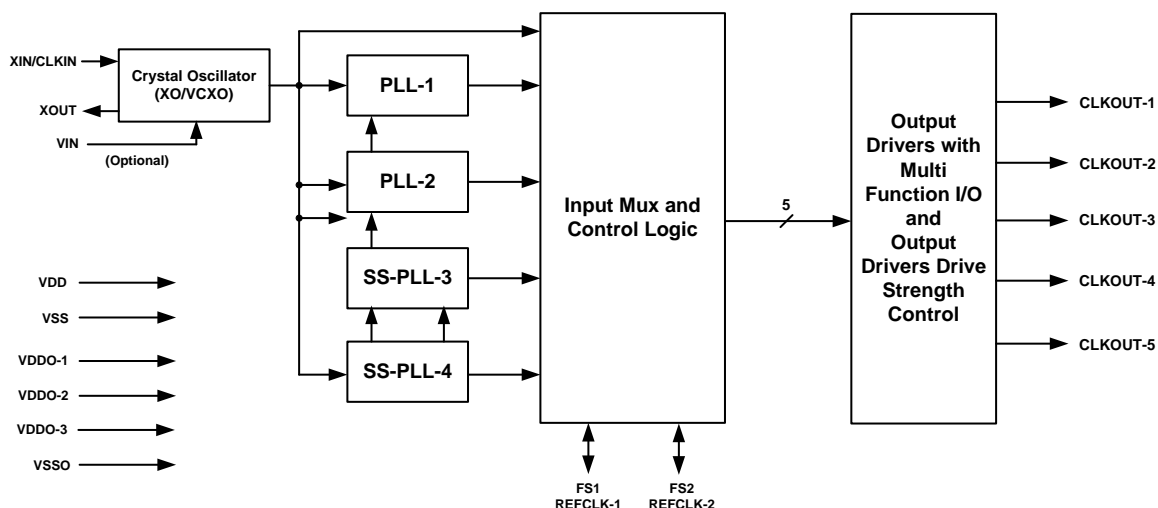 XIN/CLKIN
XOUT
VIN
(Optional)
Crystal Oscillator
(XO/VCXO)
PLL-1
PLL-2
SS-PLL-3
SS-PLL-4
Input Mux and
Control Logic
5
Output
Drivers with
Multi
Function I/O
and
Output
Drivers Drive
Strength
Control
CLKOUT-1
CLKOUT-2
CLKOUT-3
CLKOUT-4
CLKOUT-5
VDD
VSS
VDDO-1
VDDO-2
VDDO-3
VSSO
FS1
REFCLK-1
FS2
REFCLK-2